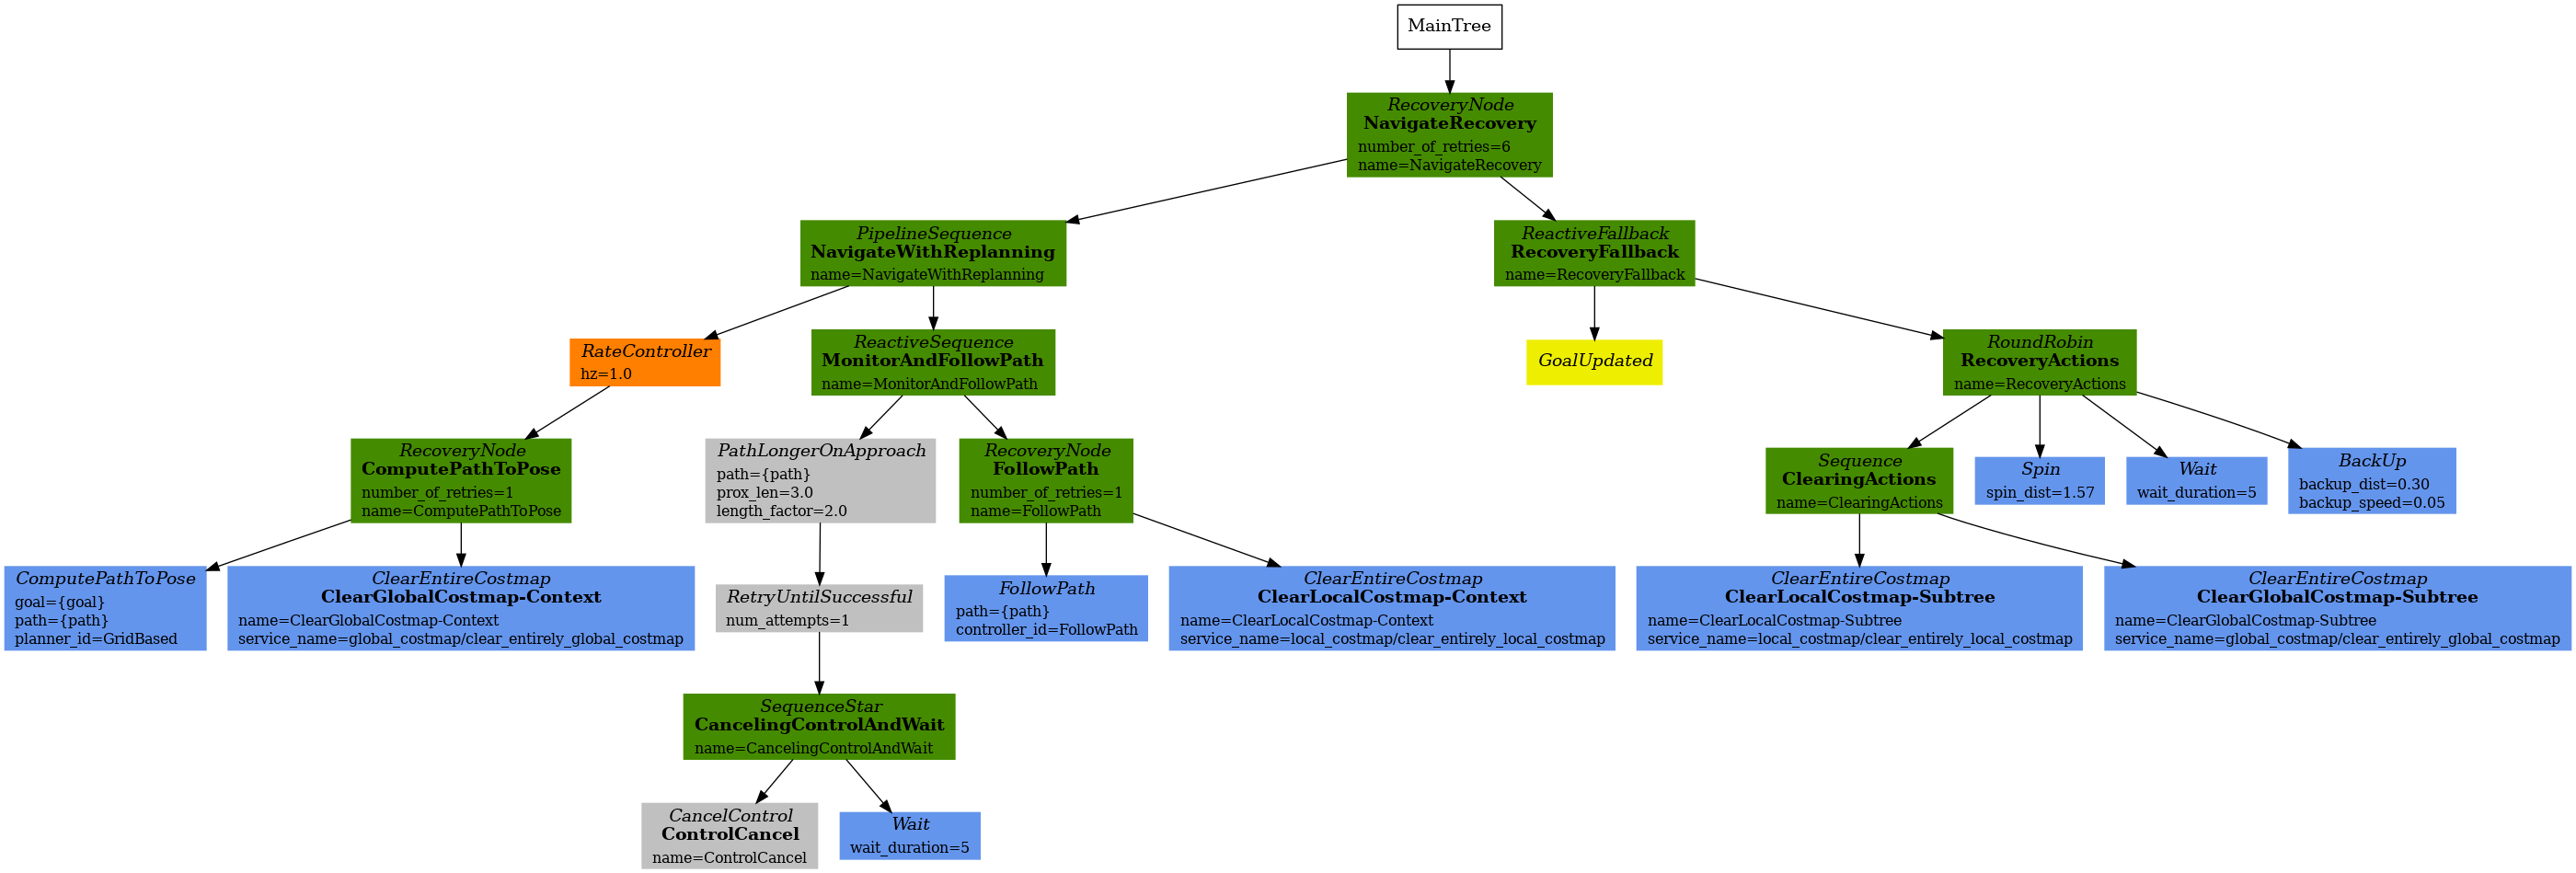 MainTree
RecoveryNode
NavigateRecovery
number_of_retries=6
name=NavigateRecovery
PipelineSequence
NavigateWithReplanning
name=NavigateWithReplanning
ReactiveFallback
RecoveryFallback
name=RecoveryFallback
RateController
hz=1.0
ReactiveSequence
MonitorAndFollowPath
name=MonitorAndFollowPath
GoalUpdated
RoundRobin
RecoveryActions
name=RecoveryActions
RecoveryNode
ComputePathToPose
number_of_retries=1
name=ComputePathToPose
PathLongerOnApproach
path={path}
prox_len=3.0
length_factor=2.0
RecoveryNode
FollowPath
number_of_retries=1
name=FollowPath
Sequence
ClearingActions
name=ClearingActions
Spin
spin_dist=1.57
Wait
wait_duration=5
BackUp
backup_dist=0.30
backup_speed=0.05
ComputePathToPose
goal={goal}
path={path}
planner_id=GridBased
ClearEntireCostmap
ClearGlobalCostmap-Context
name=ClearGlobalCostmap-Context
service_name=global_costmap/clear_entirely_global_costmap
RetryUntilSuccessful
num_attempts=1
FollowPath
path={path}
controller_id=FollowPath
ClearEntireCostmap
ClearLocalCostmap-Context
name=ClearLocalCostmap-Context
service_name=local_costmap/clear_entirely_local_costmap
ClearEntireCostmap
ClearLocalCostmap-Subtree
name=ClearLocalCostmap-Subtree
service_name=local_costmap/clear_entirely_local_costmap
ClearEntireCostmap
ClearGlobalCostmap-Subtree
name=ClearGlobalCostmap-Subtree
service_name=global_costmap/clear_entirely_global_costmap
SequenceStar
CancelingControlAndWait
name=CancelingControlAndWait
CancelControl
ControlCancel
name=ControlCancel
Wait
wait_duration=5